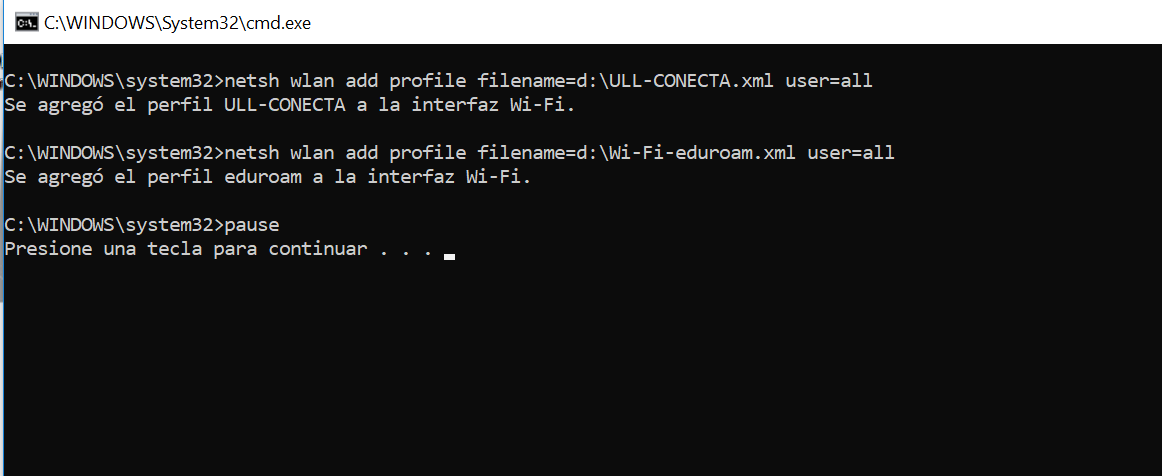 C:\WINDOWS\System32\cmd.exe
C:\WINDOWS\system32>netsh wlan add profile filename=d:\ULL-CONECTA.xml user=all
Se agregó el perfil ULL-CONECTA a la interfaz Wi-Fi.
C:\WINDOWS\system32>netsh wlan add profile filename=d:\Wi-Fi-eduroam.xml user=all
Se agregó el perfil eduroam a la interfaz Wi-Fi.
C:\WINDOWS\system32>pause
Presione una tecla para continuar . . .